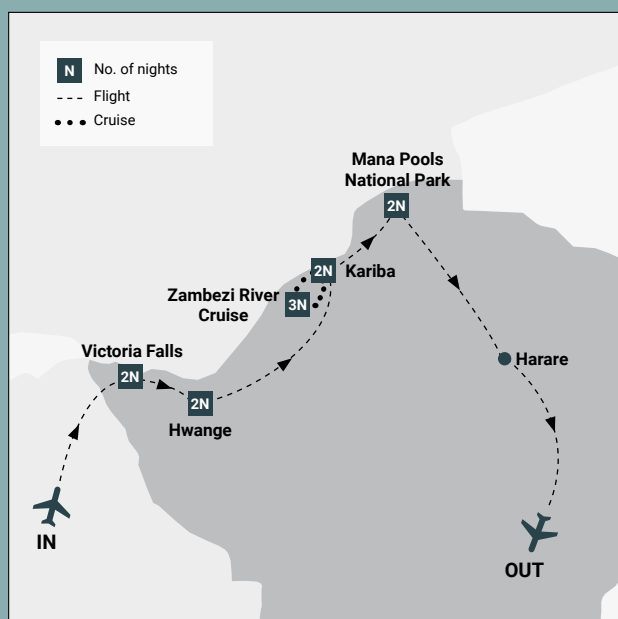 N No. of nights
Flight
Cruise
Mana Pools
National Park
2N
2N Kariba
Zambezi River
Cruise
3N
Victoria Falls
2N
2N
Hwange
Harare
IN
OUT